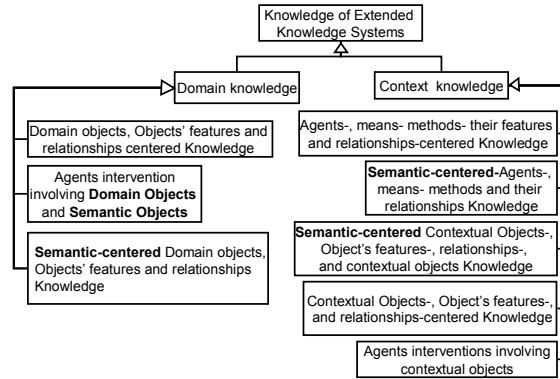 Knowledge of Extended
Knowledge Systems
Domain knowledge
Context knowledge
Domain objects, Objects' features and
relationships centered Knowledge
Agents intervention
involving Domain Objects
and Semantic Objects
Semantic-centered Domain objects,
Objects' features and relationships
Knowledge
Agents-, means- methods- their features
and relationships-centered Knowledge
Semantic-centered-Agents-,
means- methods and their
relationships Knowledge
Semantic-centered Contextual Objects-,
Object's features-, relationships-,
and contextual objects Knowledge
Contextual Objects-, Object's features-,
and relationships-centered Knowledge
Agents interventions involving
contextual objects